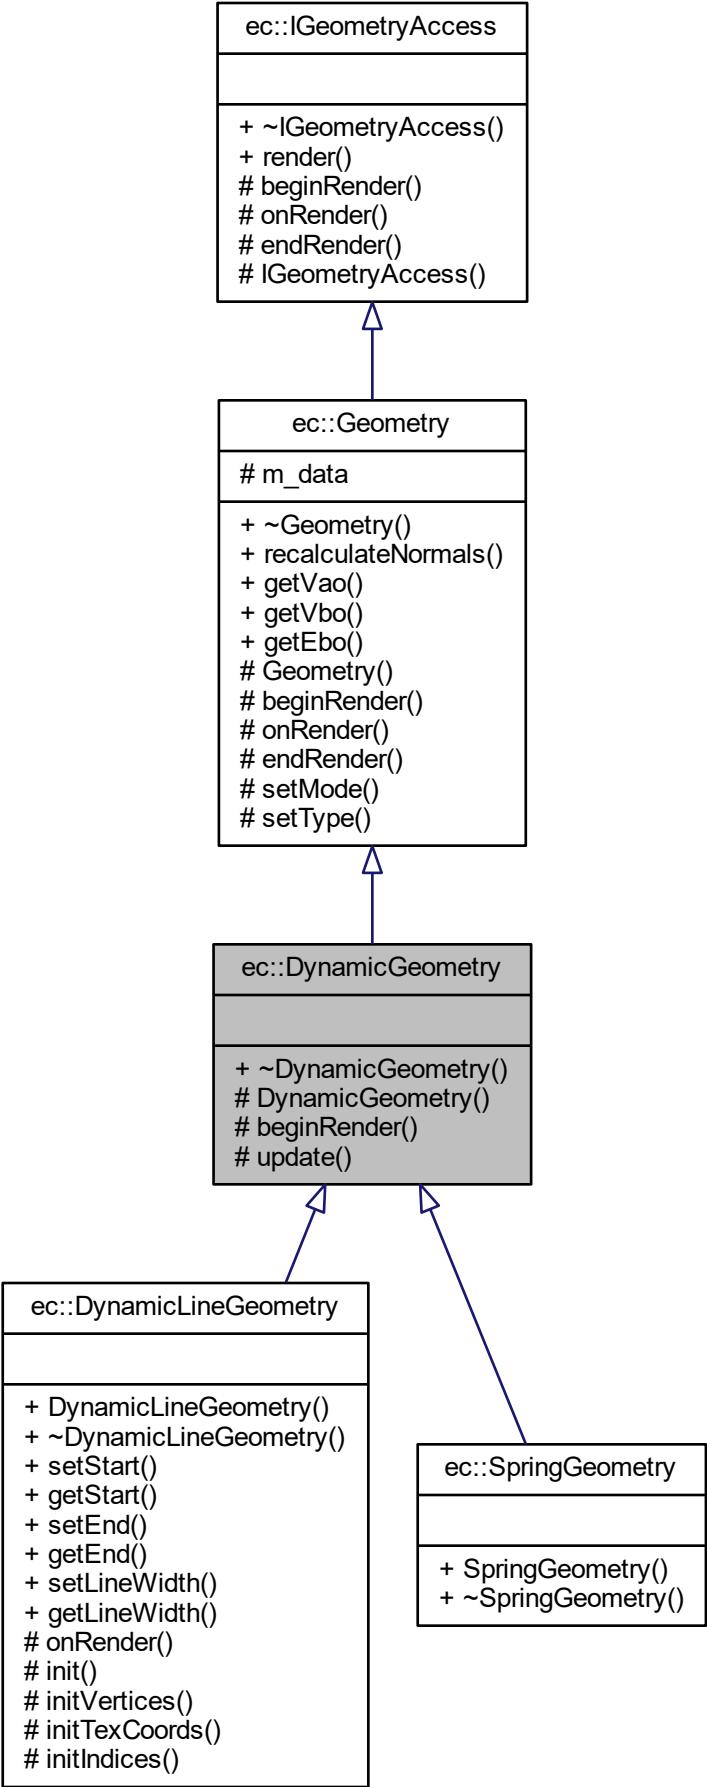 ec::IGeometryAccess
+ ~IGeometryAccess()
+ render()
# beginRender()
# onRender()
# endRender()
# IGeometryAccess()
ec::Geometry
# m_data
+ ~Geometry()
+ recalculateNormals()
+ getVao()
+ getVbo()
+ getEbo()
# Geometry()
# beginRender()
# onRender()
# endRender()
# setMode()
# setType()
ec::DynamicGeometry
+ ~DynamicGeometry()
# DynamicGeometry()
# beginRender()
# update()
ec::DynamicLineGeometry
+ DynamicLineGeometry()
+ ~DynamicLineGeometry()
+ setStart()
+ getStart()
+ setEnd()
+ getEnd()
+ setLineWidth()
+ getLineWidth()
# onRender()
# init()
# initVertices()
# initTexCoords()
# initIndices()
ec::SpringGeometry
+ SpringGeometry()
+ ~SpringGeometry()